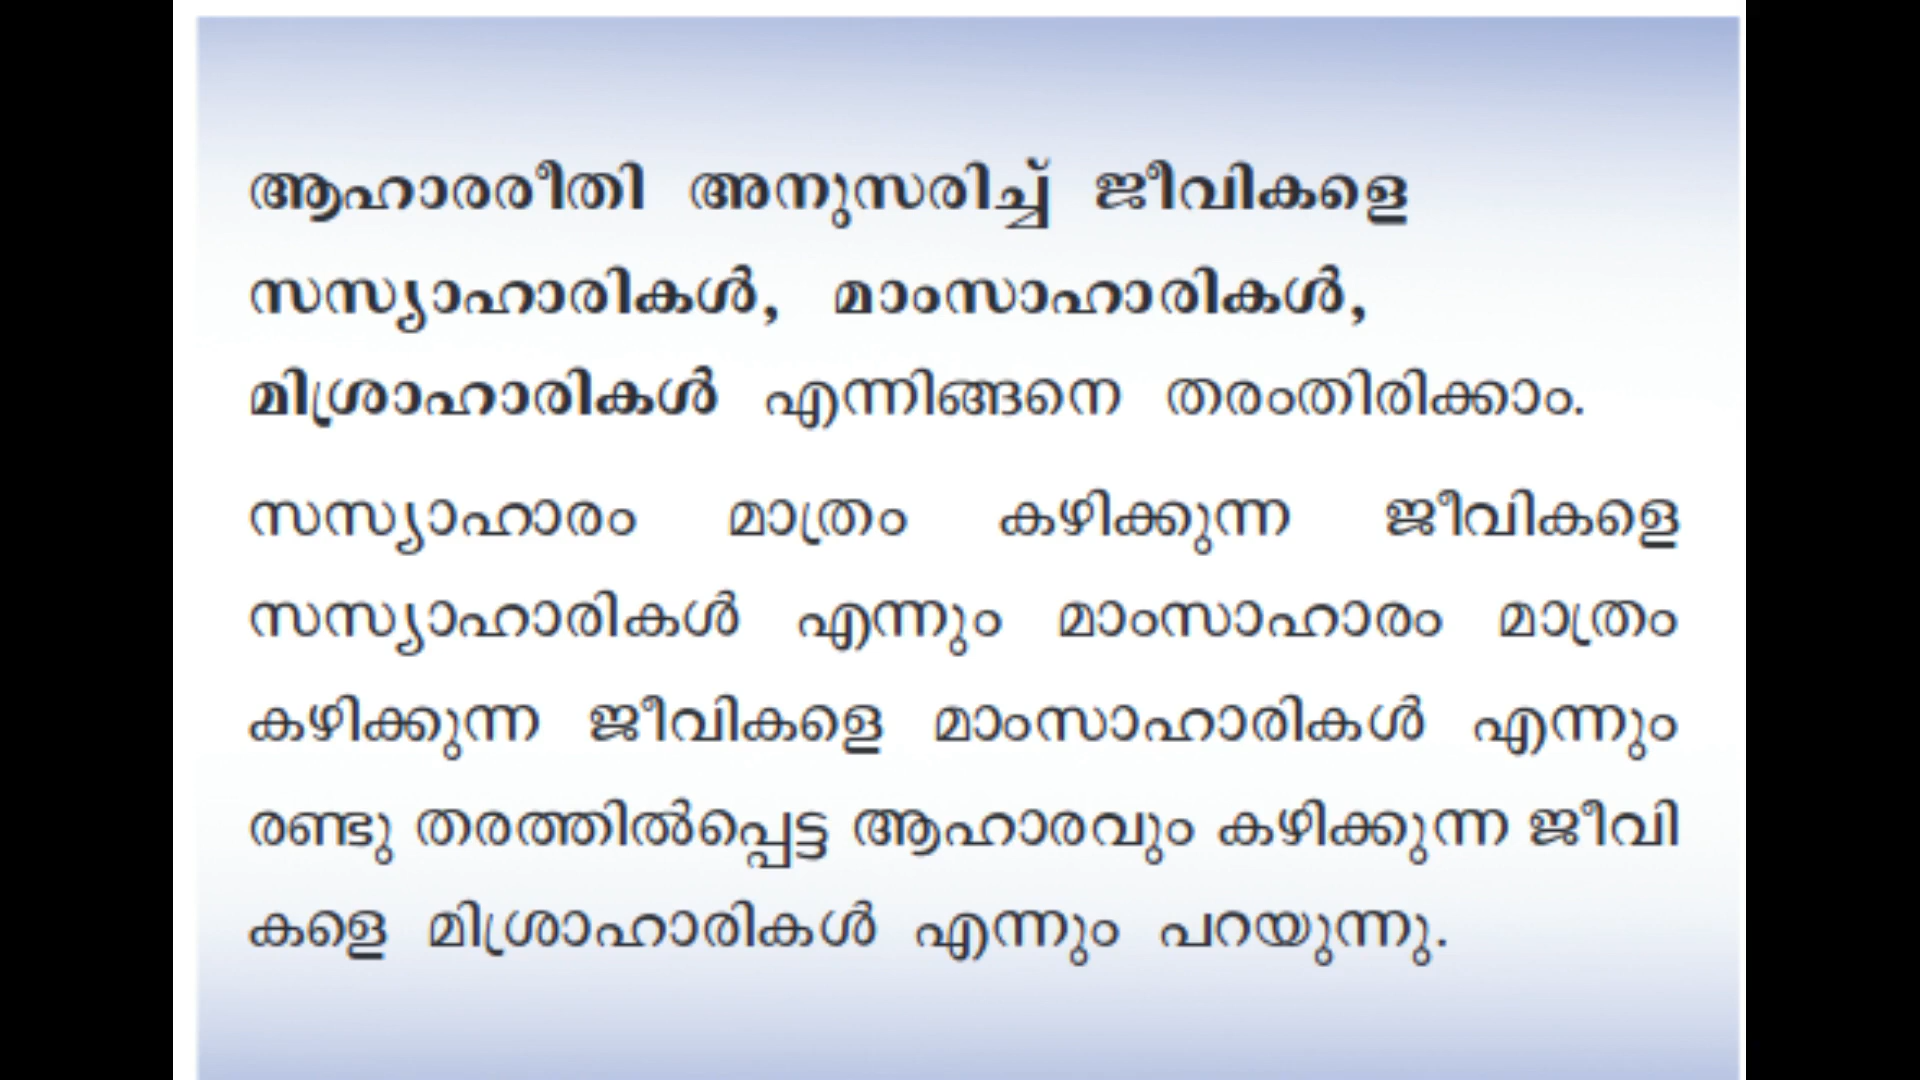 ആഹാരരീതി അനുസരിച്ച് ജീവികളെ
സസ്യാഹാരികൾ, മാംസാഹാരികൾ,
മിശ്രാഹാരികൾ എന്നിങ്ങനെ തരംതിരിക്കാം.
സസ്യാഹാരം മാത്രം കഴിക്കുന്ന ജീവികളെ
സസ്യാഹാരികൾ എന്നും മാംസാഹാരം മാത്രം
കഴിക്കുന്ന ജീവികളെ മാംസാഹാരികൾ എന്നും
രണ്ടു തരത്തിൽപ്പെട്ട ആഹാരവും കഴിക്കുന്ന ജീവി
കളെ മിശ്രാഹാരികൾ എന്നും പറയുന്നു.